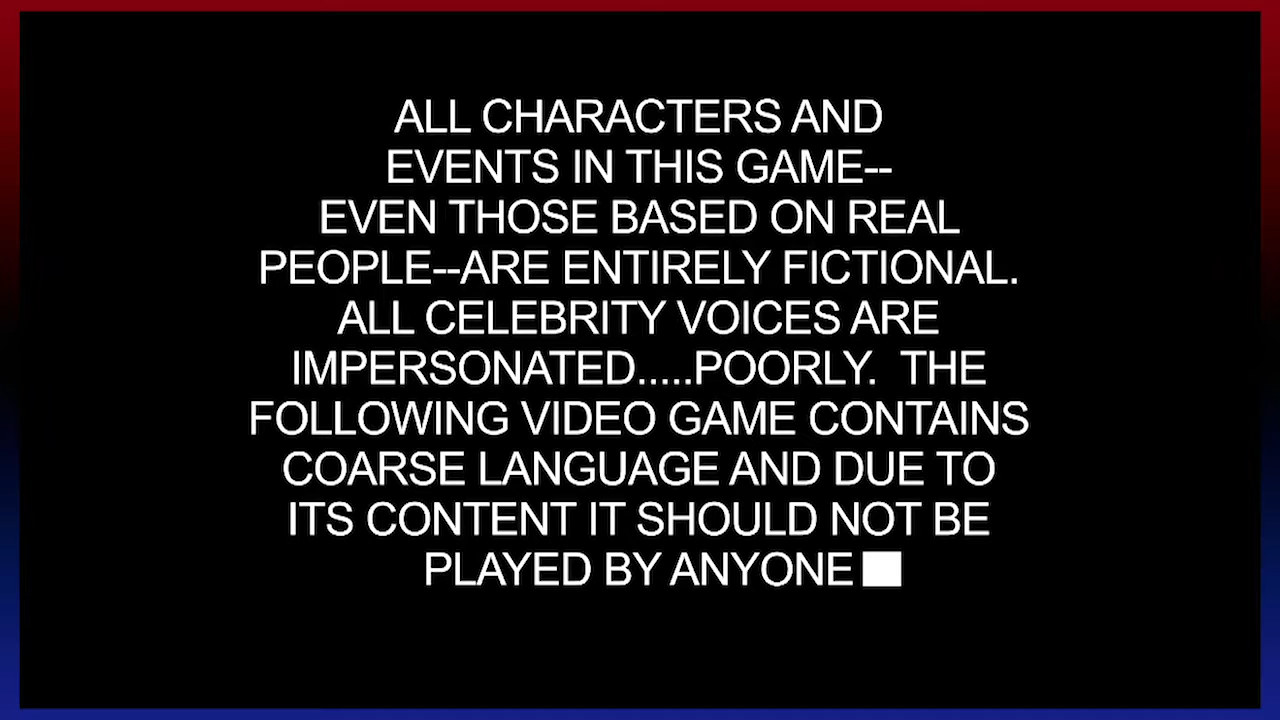 ALL CHARACTERS AND
EVENTS IN THIS GAME--
EVEN THOSE BASED ON REAL
PEOPLE--ARE ENTIRELY FICTIONAL.
ALL CELEBRITY VOICES ARE
IMPERSONATED.....POORLY. THE
FOLLOWING VIDEO GAME CONTAINS
COARSE LANGUAGE AND DUE TO
ITS CONTENT IT SHOULD NOT BE
PLAYED BY ANYONE